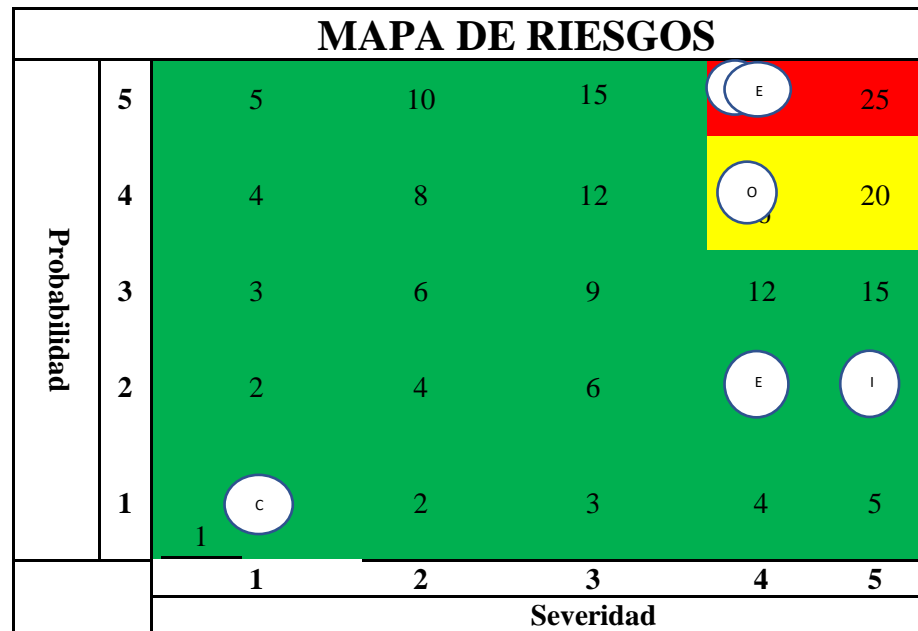 MAPA DE RIESGOS
Probabilidad
5 5 10 15 E 25
4 4 8 12 O 20
3 3 6 9 12 15
2 2 4 6 E I
1 C 2 3 4 5
1
1 2 3 4 5
Severidad